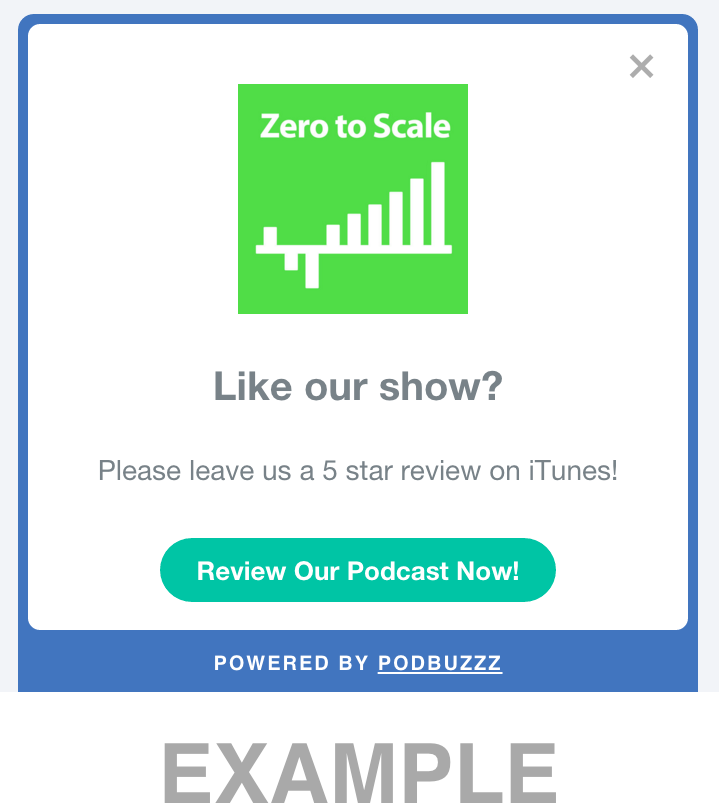 Zero to Scale
Like our show?
Please leave us a 5 star review on iTunes!
Review Our Podcast Now!
POWERED BY PODBUZZZ
EXAMPLE